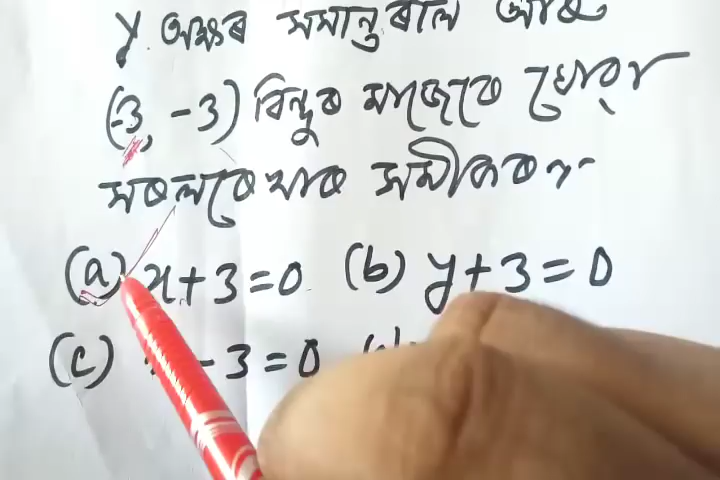 y অক্ষৰ সমান্তৰাল আৰু
(-3, -3) বিন্দুৰ মাজেৰে যোৱা
সৰলৰেখাৰ সমীকৰণ
(a) x+3=0 (b) y+3=0
(c) -3=0